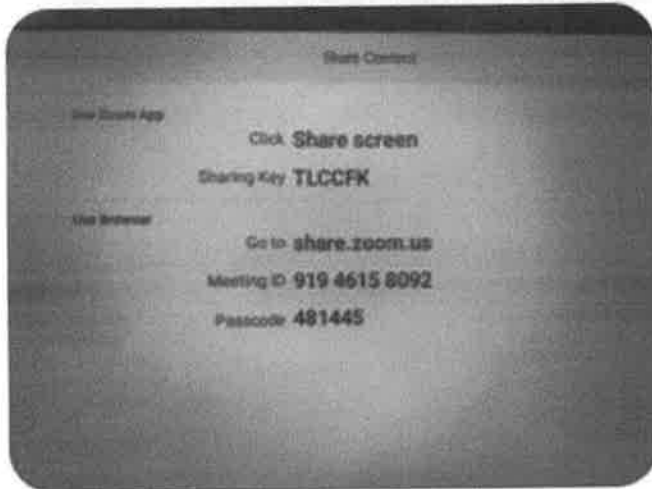 Share Content
Use Zoom App
Click Share screen
Sharing Key TLCCFK
Use Browser
Go to share.zoom.us
Meeting ID 919 4615 8092
Passcode 481445